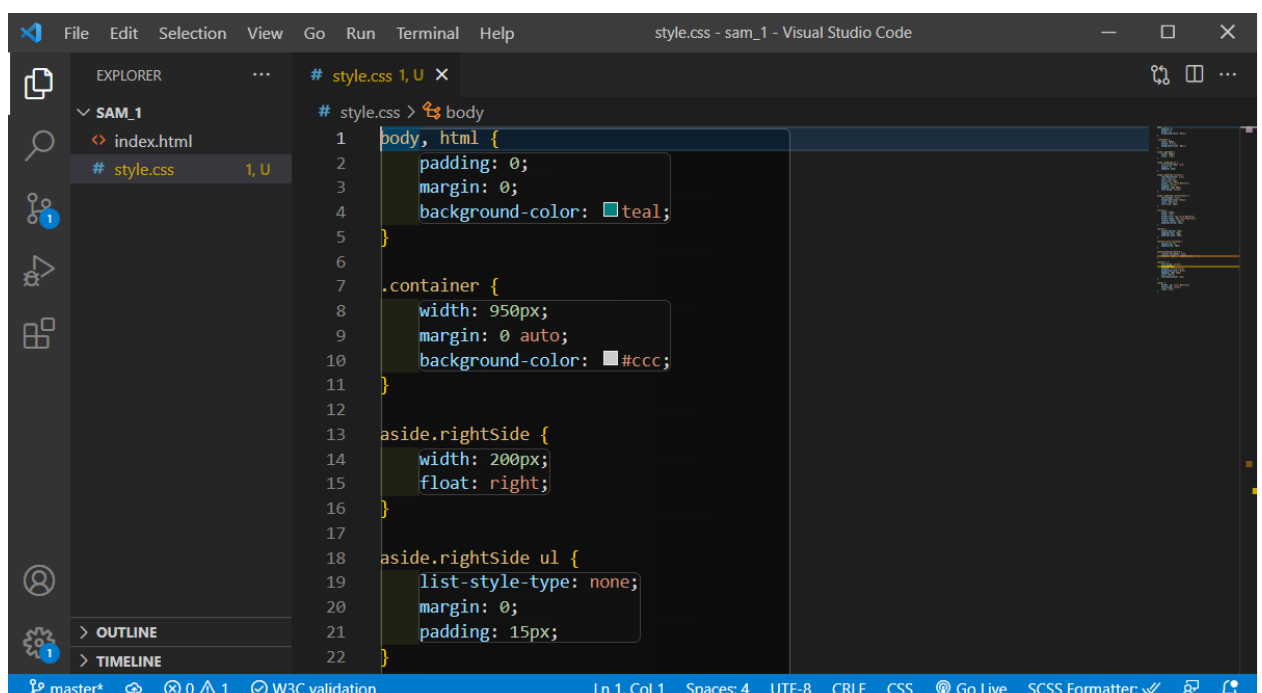 File Edit Selection View Go Run Terminal Help style.css - sam_1 - Visual Studio Code
EXPLORER
SAM_1
index.html
# style.css 1, U
# style.css 1, U
# style.css > body
1 body, html {
2 padding: 0;
3 margin: 0;
4 background-color: teal;
5 }
6
7 .container {
8 width: 950px;
9 margin: 0 auto;
10 background-color: #ccc;
11 }
12
13 aside.rightSide {
14 width: 200px;
15 float: right;
16 }
17
18 aside.rightSide ul {
19 list-style-type: none;
20 margin: 0;
21 padding: 15px;
22 }
1
1
OUTLINE
TIMELINE
master* 0 1 W3C validation Ln 1, Col 1 Spaces: 4 UTF-8 CRLF CSS Go Live SCSS Formatter: